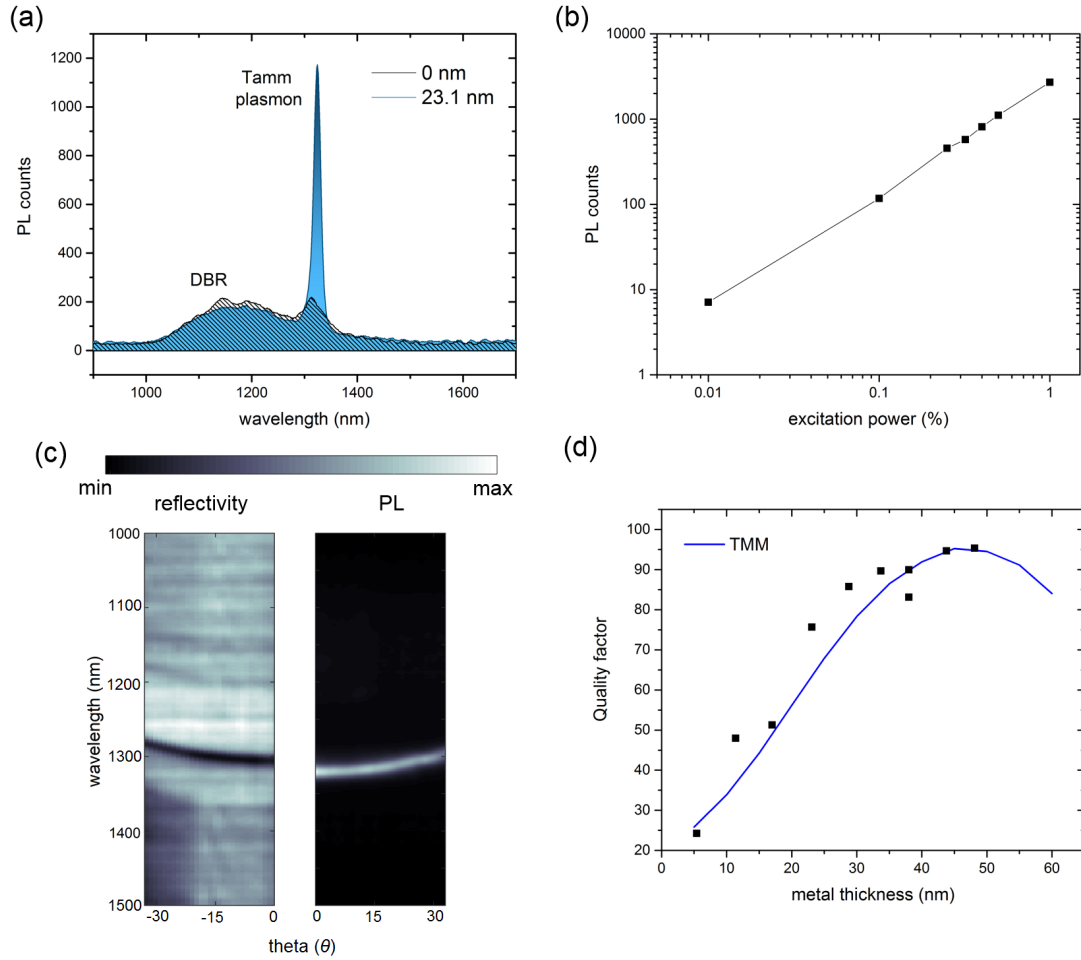 (a)
1200
1000
800
600
400
200
0
PL counts
Tamm
plasmon
0 nm
23.1 nm
DBR
1000
1200
1400
1600
wavelength (nm)
(b)
10000
1000
100
10
1
PL counts
0.01
0.1
1
excitation power (%)
(c)
min
max
reflectivity
PL
1000
1100
1200
1300
1400
1500
wavelength (nm)
-30
-15
0
0
15
30
theta (θ)
(d)
100
95
90
80
70
60
50
40
30
20
Quality factor
TMM
0
10
20
30
40
50
60
metal thickness (nm)